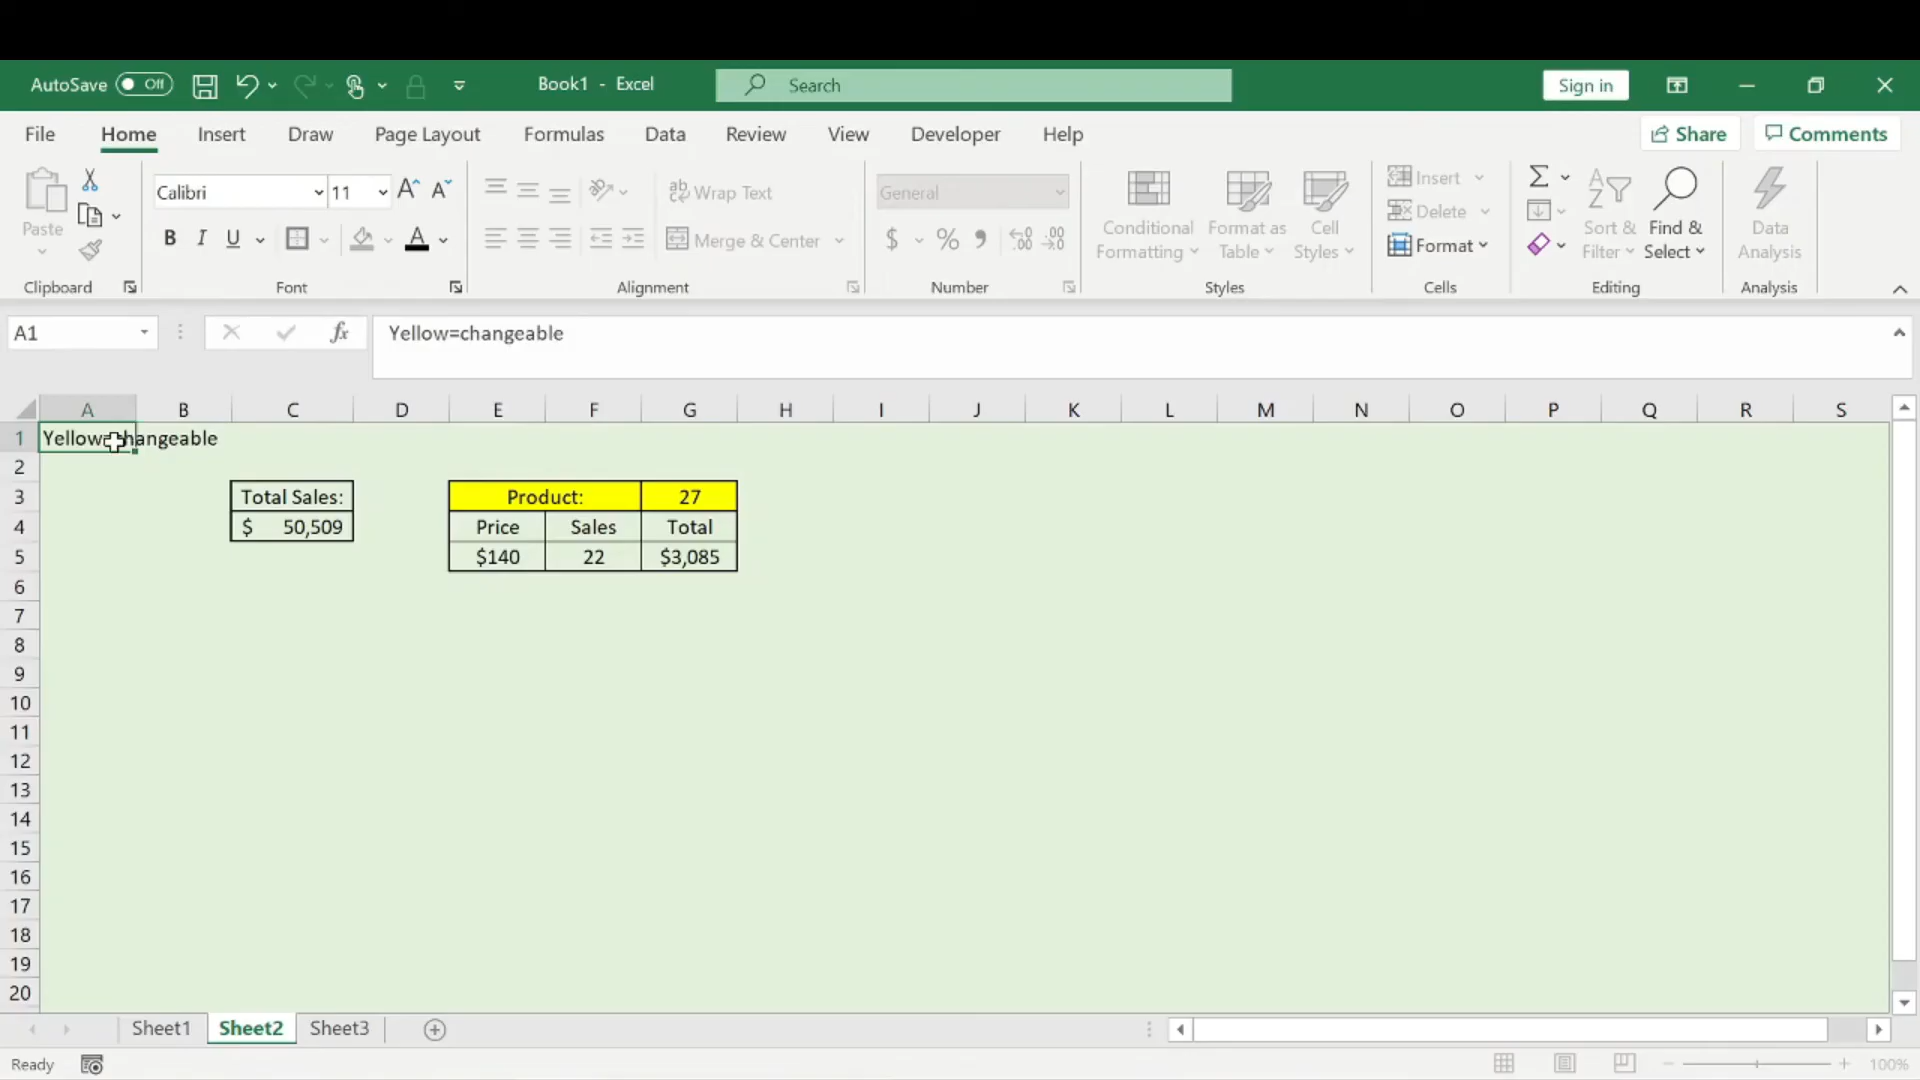 AutoSave Off Book1 - Excel Search Sign in
File Home Insert Draw Page Layout Formulas Data Review View Developer Help Share Comments
Paste Calibri 11 A A ab Wrap Text General Conditional Formatting Format as Table Cell Styles Insert Delete Format Sort & Filter Find & Select Data Analysis
B I U A Merge & Center $ % 9
Clipboard Font Alignment Number Styles Cells Editing Analysis
A1 fx Yellow=changeable
A B C D E F G H I J K L M N O P Q R S
1 Yellow=changeable
2
3 Total Sales: Product: 27
4 $ 50,509 Price Sales Total
5 $140 22 $3,085
6
7
8
9
10
11
12
13
14
15
16
17
18
19
20
Sheet1 Sheet2 Sheet3
Ready 100%